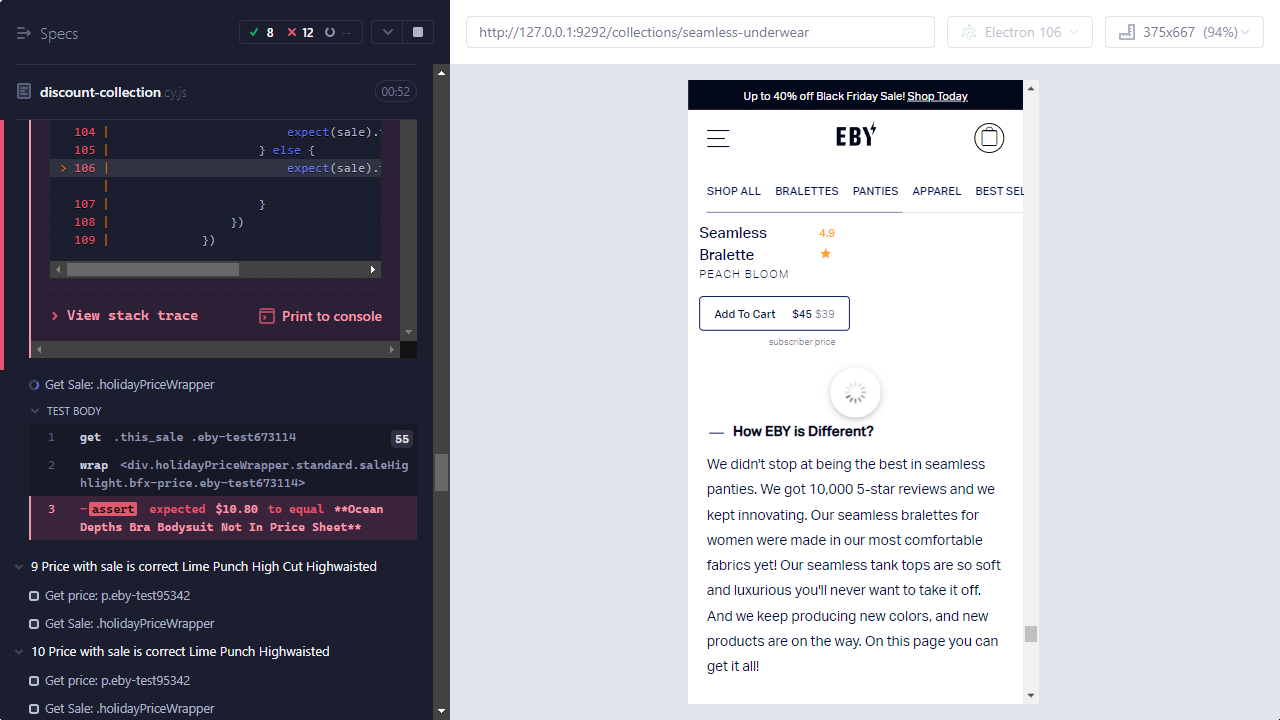 Specs
8
12
--
discount-collection.cy.js
00:52
104 | expect(sale).
105 | } else {
> 106 | expect(sale).
|
107 | }
108 | })
109 | })
View stack trace
Print to console
Get Sale: .holidayPriceWrapper
TEST BODY
1 get .this_sale .eby-test673114 55
2 wrap <div.holidayPriceWrapper.standard.saleHig
hlight.bfx-price.eby-test673114>
3 -assert expected $10.80 to equal **Ocean
Depths Bra Bodysuit Not In Price Sheet**
9 Price with sale is correct Lime Punch High Cut Highwaisted
Get price: p.eby-test95342
Get Sale: .holidayPriceWrapper
10 Price with sale is correct Lime Punch Highwaisted
Get price: p.eby-test95342
Get Sale: .holidayPriceWrapper
http://127.0.0.1:9292/collections/seamless-underwear
Electron 106
375x667 (94%)
Up to 40% off Black Friday Sale! Shop Today
EBY
SHOP ALL BRALETTES PANTIES APPAREL BEST SEL
Seamless 4.9
Bralette ★
PEACH BLOOM
Add To Cart $45 $39
subscriber price
— How EBY is Different?
We didn't stop at being the best in seamless
panties. We got 10,000 5-star reviews and we
kept innovating. Our seamless bralettes for
women were made in our most comfortable
fabrics yet! Our seamless tank tops are so soft
and luxurious you'll never want to take it off.
And we keep producing new colors, and new
products are on the way. On this page you can
get it all!